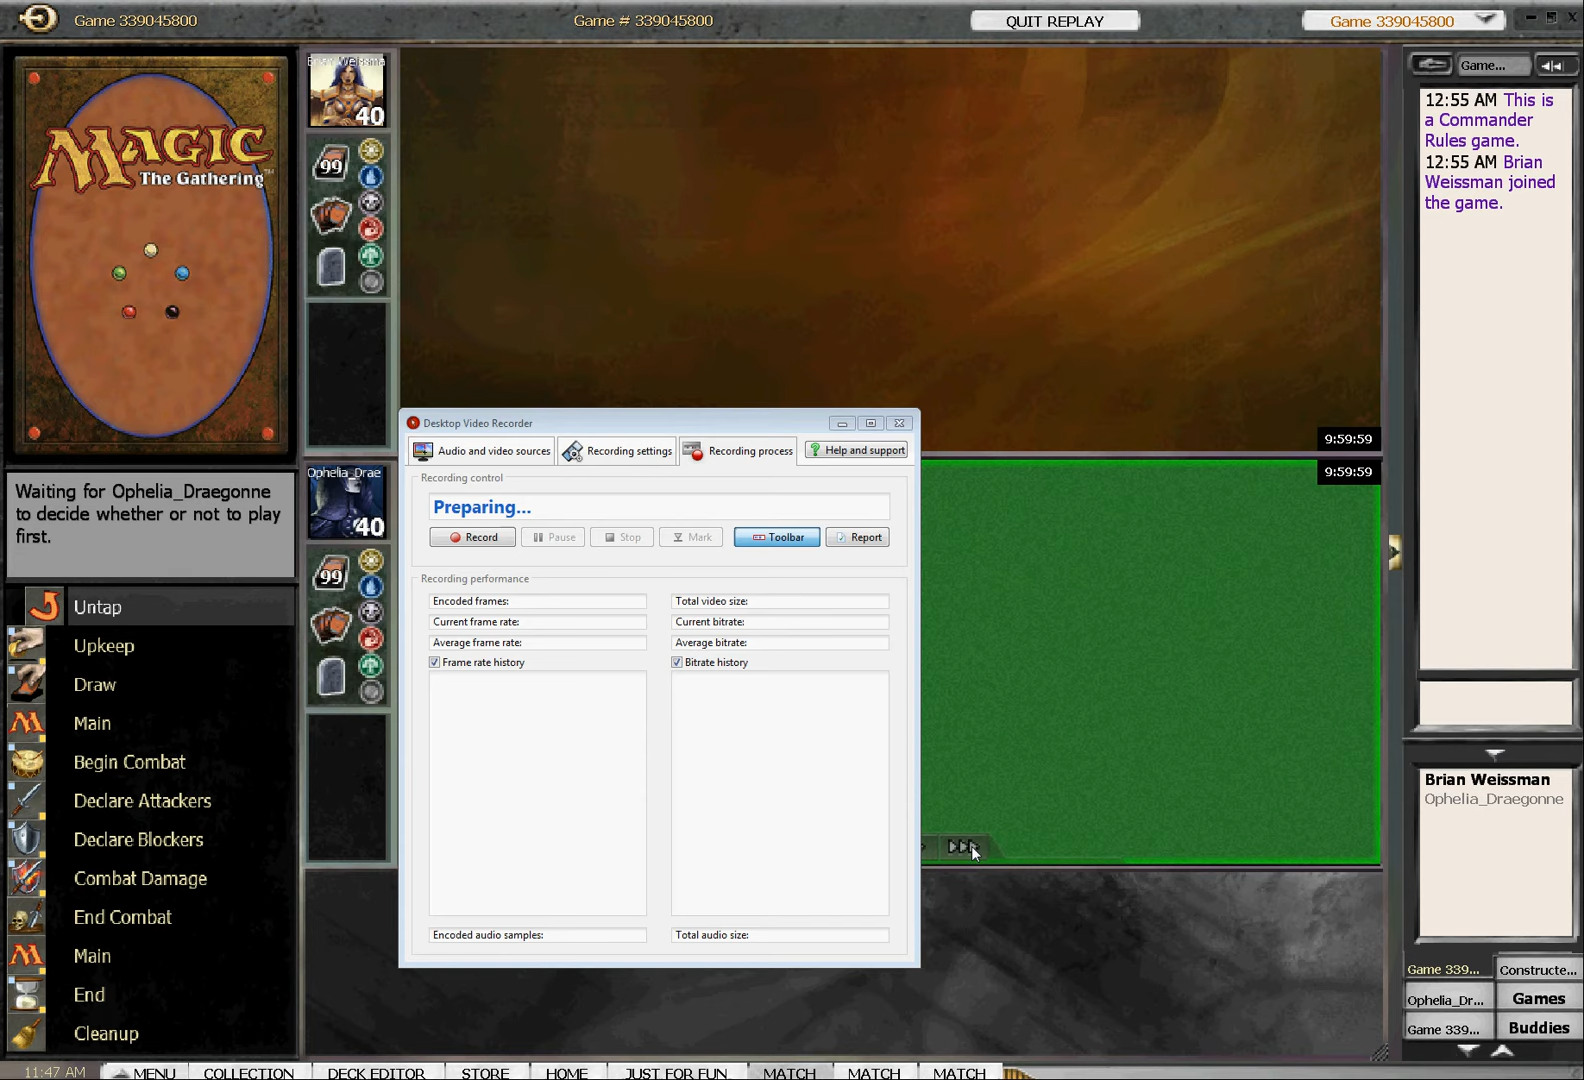 Game 339045800
Game # 339045800
QUIT REPLAY
Game 339045800
MAGIC
The Gathering
40
99
Game...
12:55 AM This is
a Commander
Rules game.
12:55 AM Brian
Weissman joined
the game.
9:59:59
9:59:59
Ophelia_Drae
40
99
Waiting for Ophelia_Draegonne
to decide whether or not to play
first.
Untap
Upkeep
Draw
Main
Begin Combat
Declare Attackers
Declare Blockers
Combat Damage
End Combat
Main
End
Cleanup
Desktop Video Recorder
Audio and video sources
Recording settings
Recording process
Help and support
Recording control
Preparing...
Record
Pause
Stop
Mark
Toolbar
Report
Recording performance
Encoded frames:
Total video size:
Current frame rate:
Current bitrate:
Average frame rate:
Average bitrate:
Frame rate history
Bitrate history
Encoded audio samples:
Total audio size:
Brian Weissman
Ophelia_Draegonne
Game 339...
Constructe...
Ophelia_Dr...
Games
Game 339...
Buddies
11:47 AM
MENU
COLLECTION
DECK EDITOR
STORE
HOME
JUST FOR FUN
MATCH
MATCH
MATCH